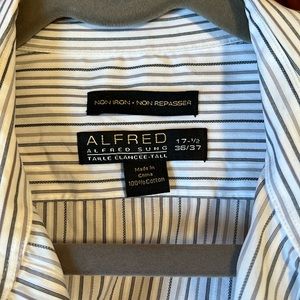 NON IRON • NON REPASSER
ALFRED 17-½
ALFRED SUNG 36/37
TAILLE ELANCEE-TALL
Made in
China
100% Cotton